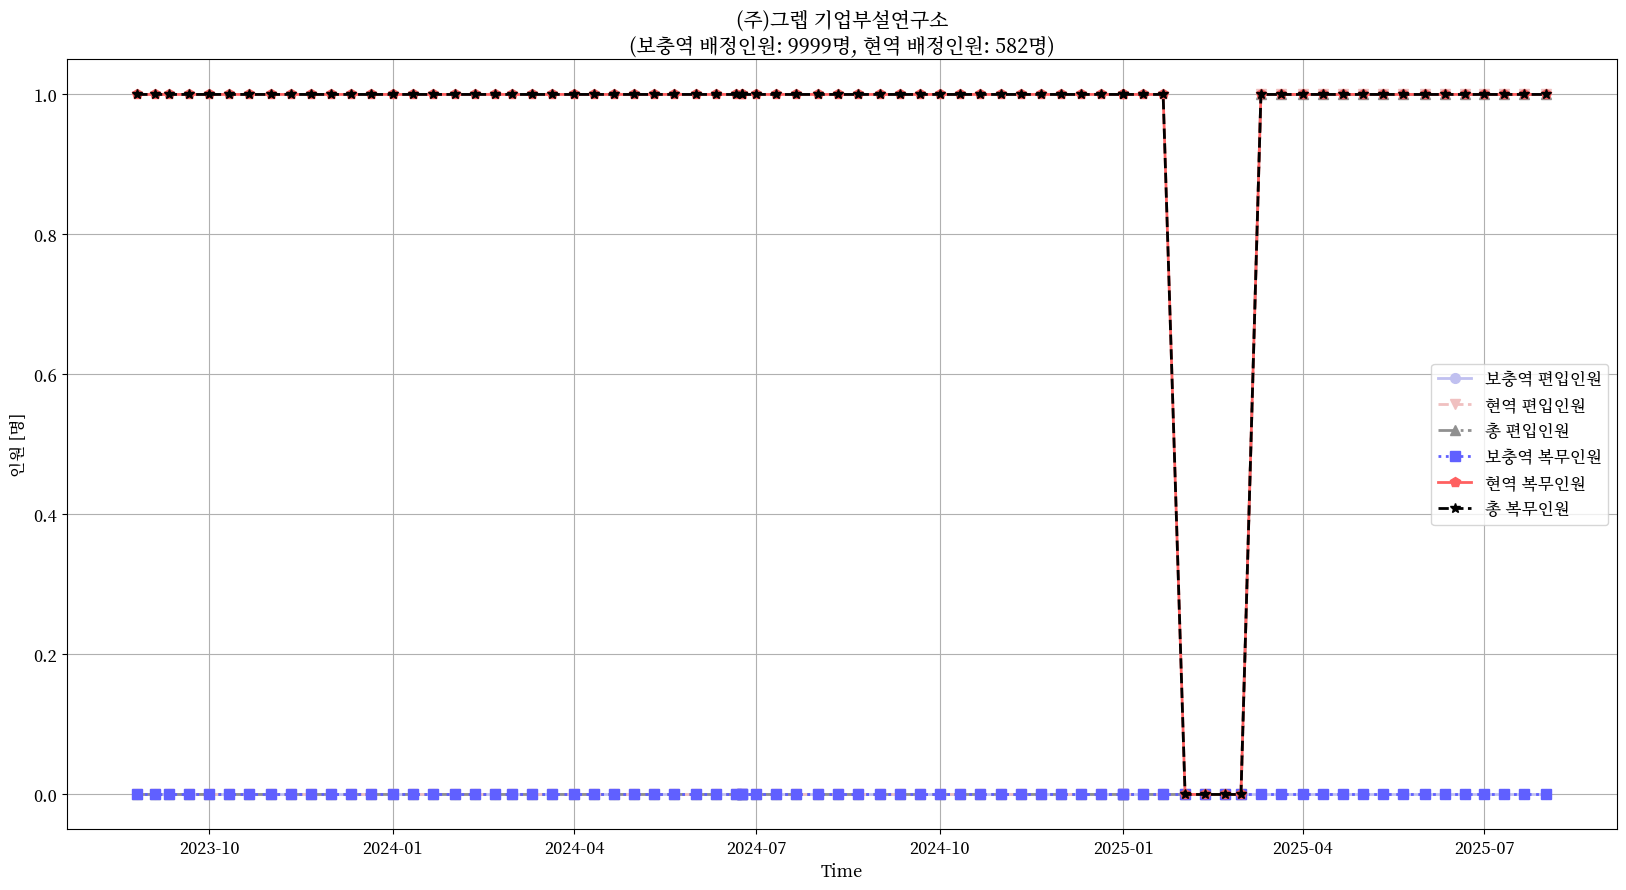 (주)그렙 기업부설연구소
(보충역 배정인원: 9999명, 현역 배정인원: 582명)
1.0
0.8
0.6
0.4
0.2
0.0
인원 [명]
보충역 편입인원
현역 편입인원
총 편입인원
보충역 복무인원
현역 복무인원
총 복무인원
2023-10 2024-01 2024-04 2024-07 2024-10 2025-01 2025-04 2025-07
Time